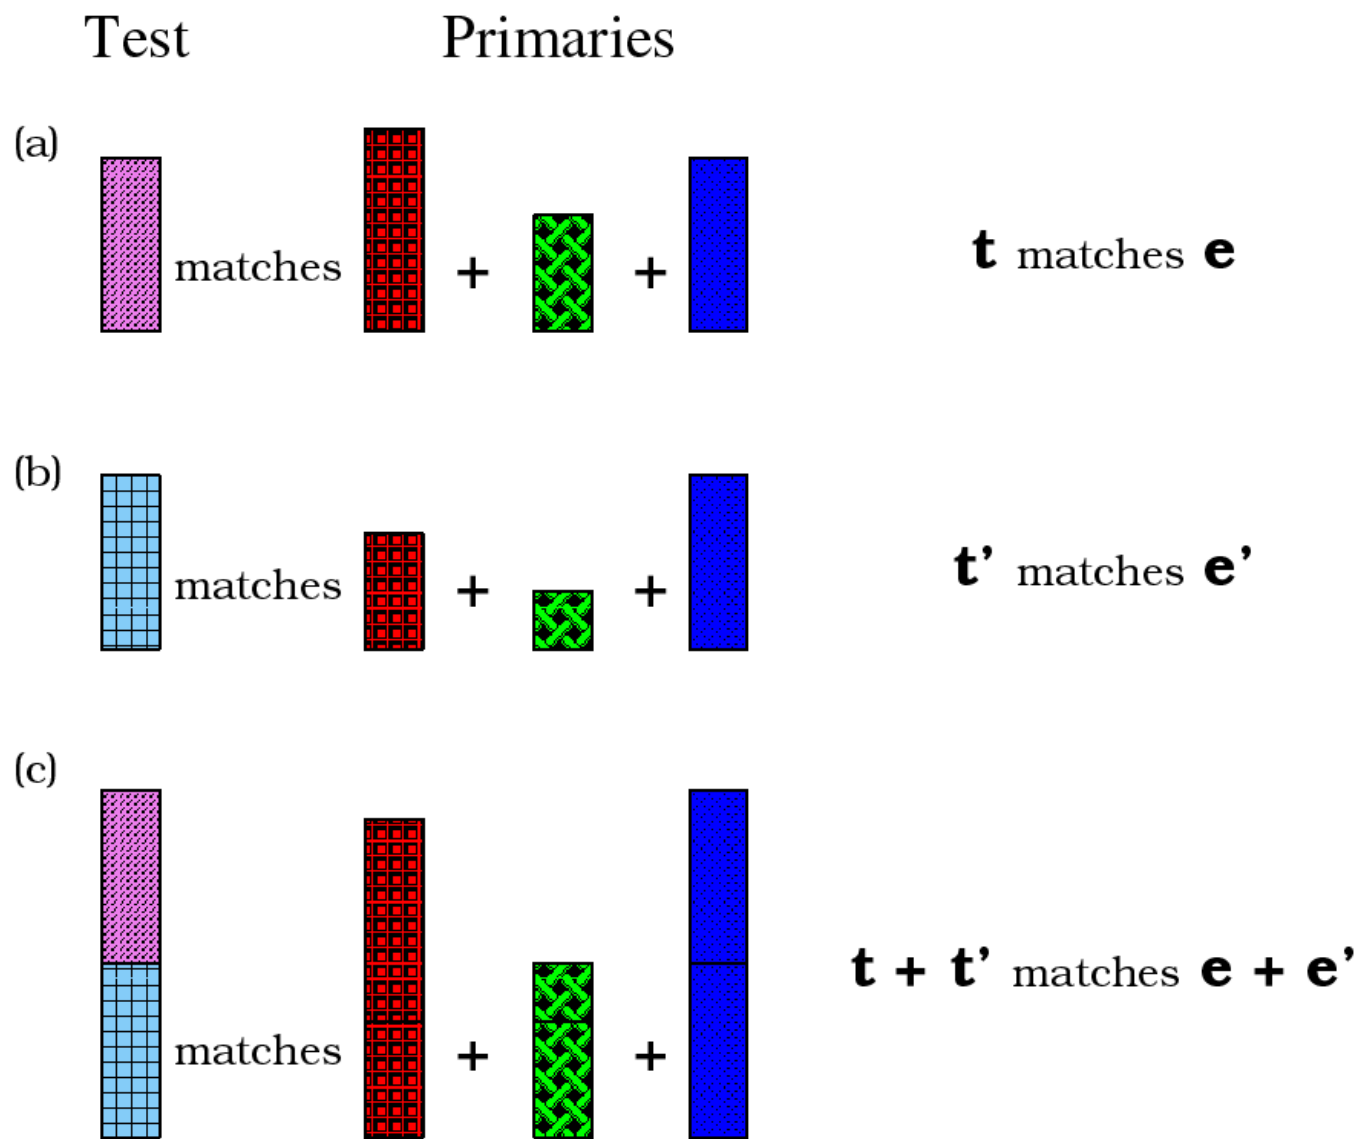 Test Primaries
(a)
matches + + t matches e
(b)
matches + + t’ matches e’
(c)
matches + + t + t’ matches e + e’